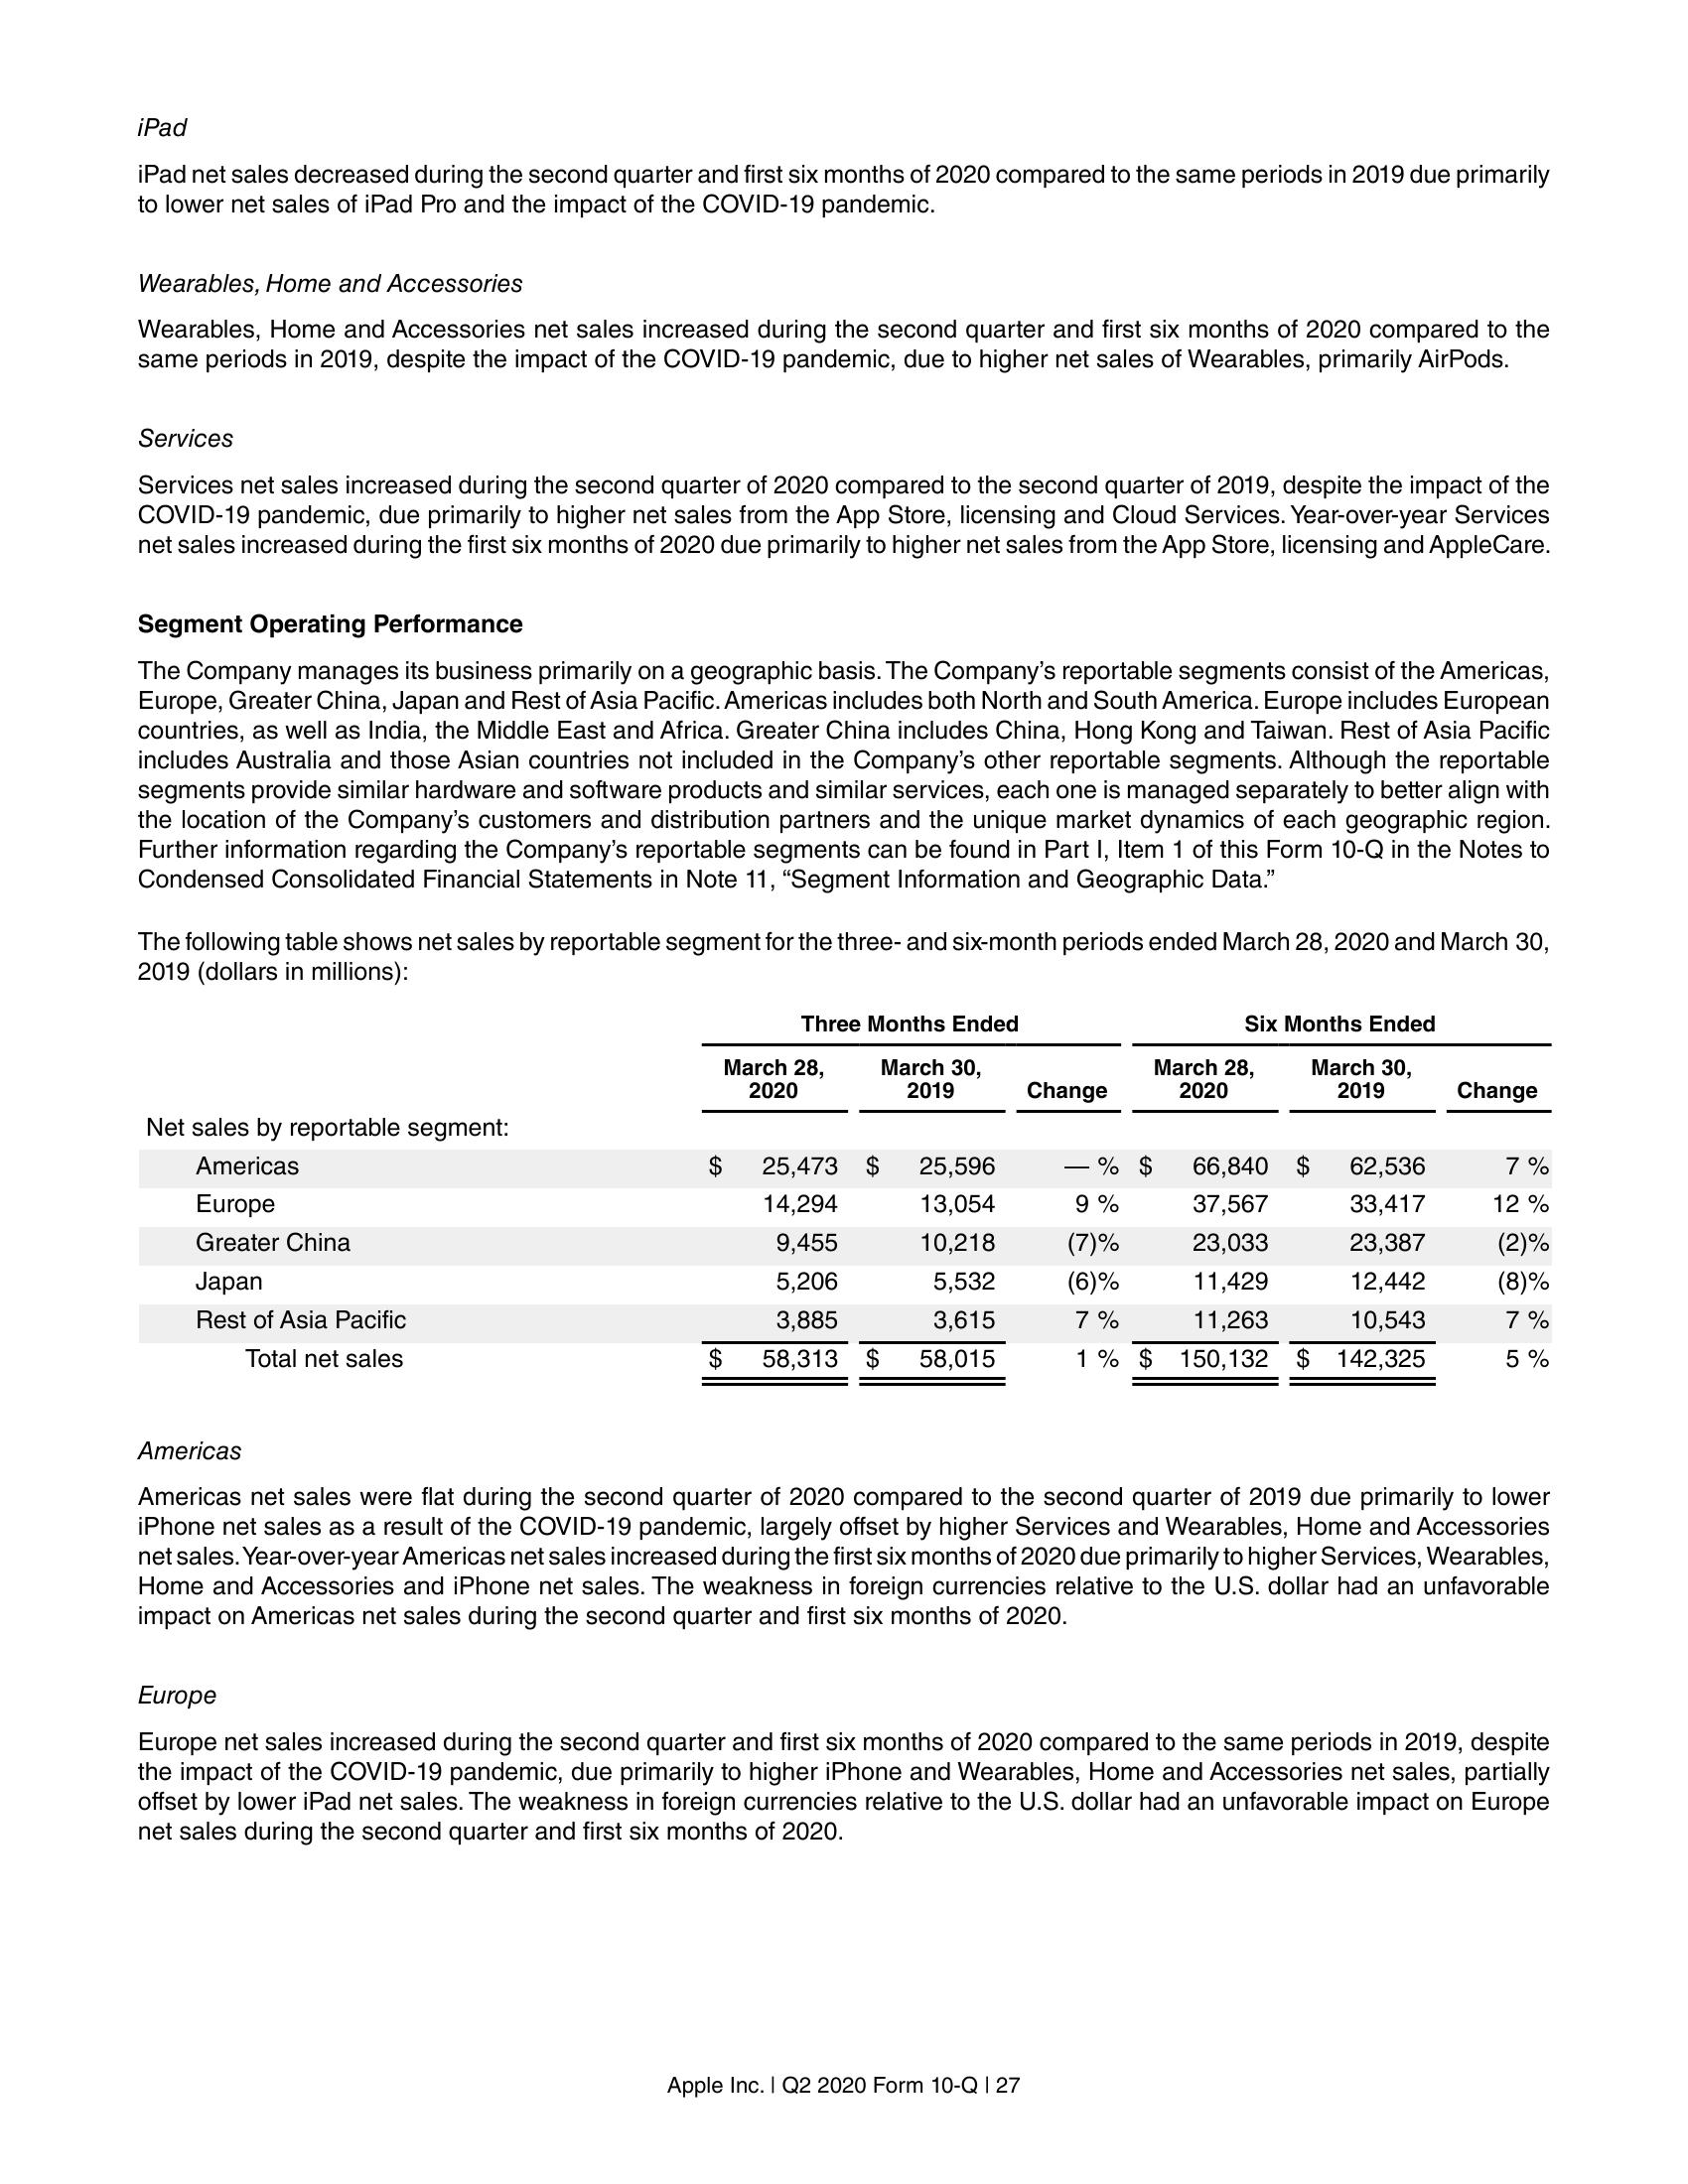 iPad
iPad net sales decreased during the second quarter and first six months of 2020 compared to the same periods in 2019 due primarily
to lower net sales of iPad Pro and the impact of the COVID-19 pandemic.
Wearables, Home and Accessories
Wearables, Home and Accessories net sales increased during the second quarter and first six months of 2020 compared to the
same periods in 2019, despite the impact of the COVID-19 pandemic, due to higher net sales of Wearables, primarily AirPods.
Services
Services net sales increased during the second quarter of 2020 compared to the second quarter of 2019, despite the impact of the
COVID-19 pandemic, due primarily to higher net sales from the App Store, licensing and Cloud Services. Year-over-year Services
net sales increased during the first six months of 2020 due primarily to higher net sales from the App Store, licensing and AppleCare.
Segment Operating Performance
The Company manages its business primarily on a geographic basis. The Company’s reportable segments consist of the Americas,
Europe, Greater China, Japan and Rest of Asia Pacific. Americas includes both North and South America. Europe includes European
countries, as well as India, the Middle East and Africa. Greater China includes China, Hong Kong and Taiwan. Rest of Asia Pacific
includes Australia and those Asian countries not included in the Company’s other reportable segments. Although the reportable
segments provide similar hardware and software products and similar services, each one is managed separately to better align with
the location of the Company’s customers and distribution partners and the unique market dynamics of each geographic region.
Further information regarding the Company’s reportable segments can be found in Part I, Item 1 of this Form 10-Q in the Notes to
Condensed Consolidated Financial Statements in Note 11, “Segment Information and Geographic Data.”
The following table shows net sales by reportable segment for the three- and six-month periods ended March 28, 2020 and March 30,
2019 (dollars in millions):
Three Months Ended Six Months Ended
March 28, March 30, March 28, March 30,
2020 2019 Change 2020 2019 Change
Net sales by reportable segment:
Americas $ 25,473 $ 25,596 — % $ 66,840 $ 62,536 7 %
Europe 14,294 13,054 9 % 37,567 33,417 12 %
Greater China 9,455 10,218 (7)% 23,033 23,387 (2)%
Japan 5,206 5,532 (6)% 11,429 12,442 (8)%
Rest of Asia Pacific 3,885 3,615 7 % 11,263 10,543 7 %
Total net sales $ 58,313 $ 58,015 1 % $ 150,132 $ 142,325 5 %
Americas
Americas net sales were flat during the second quarter of 2020 compared to the second quarter of 2019 due primarily to lower
iPhone net sales as a result of the COVID-19 pandemic, largely offset by higher Services and Wearables, Home and Accessories
net sales. Year-over-year Americas net sales increased during the first six months of 2020 due primarily to higher Services, Wearables,
Home and Accessories and iPhone net sales. The weakness in foreign currencies relative to the U.S. dollar had an unfavorable
impact on Americas net sales during the second quarter and first six months of 2020.
Europe
Europe net sales increased during the second quarter and first six months of 2020 compared to the same periods in 2019, despite
the impact of the COVID-19 pandemic, due primarily to higher iPhone and Wearables, Home and Accessories net sales, partially
offset by lower iPad net sales. The weakness in foreign currencies relative to the U.S. dollar had an unfavorable impact on Europe
net sales during the second quarter and first six months of 2020.
Apple Inc. | Q2 2020 Form 10-Q | 27